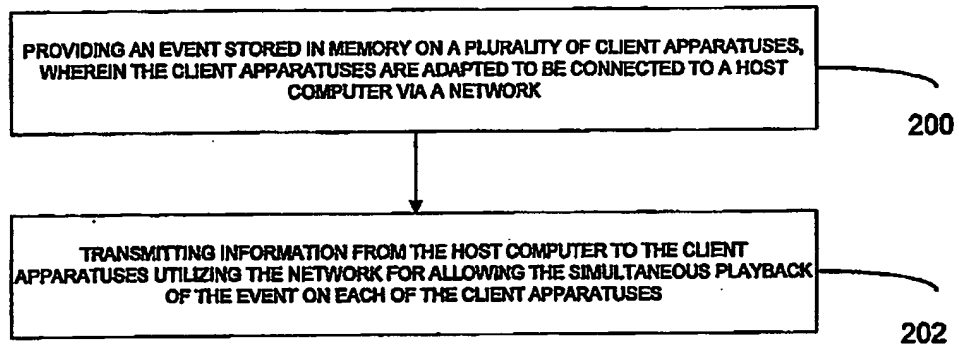 PROVIDING AN EVENT STORED IN MEMORY ON A PLURALITY OF CLIENT APPARATUSES,
WHEREIN THE CLIENT APPARATUSES ARE ADAPTED TO BE CONNECTED TO A HOST
COMPUTER VIA A NETWORK
200
TRANSMITTING INFORMATION FROM THE HOST COMPUTER TO THE CLIENT
APPARATUSES UTILIZING THE NETWORK FOR ALLOWING THE SIMULTANEOUS PLAYBACK
OF THE EVENT ON EACH OF THE CLIENT APPARATUSES
202